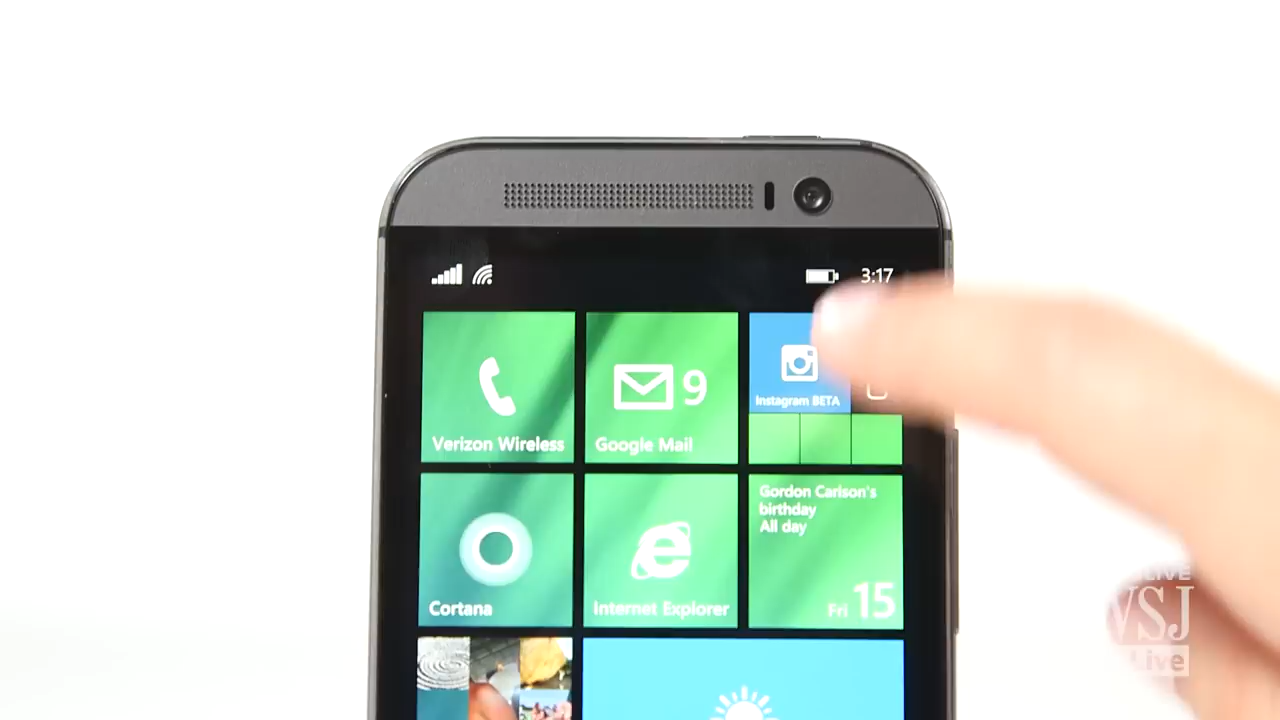 3:17
Verizon Wireless
9
Google Mail
Instagram BETA
Cortana
Internet Explorer
Gordon Carlson's
birthday
All day
Fri 15
WSJ
Live